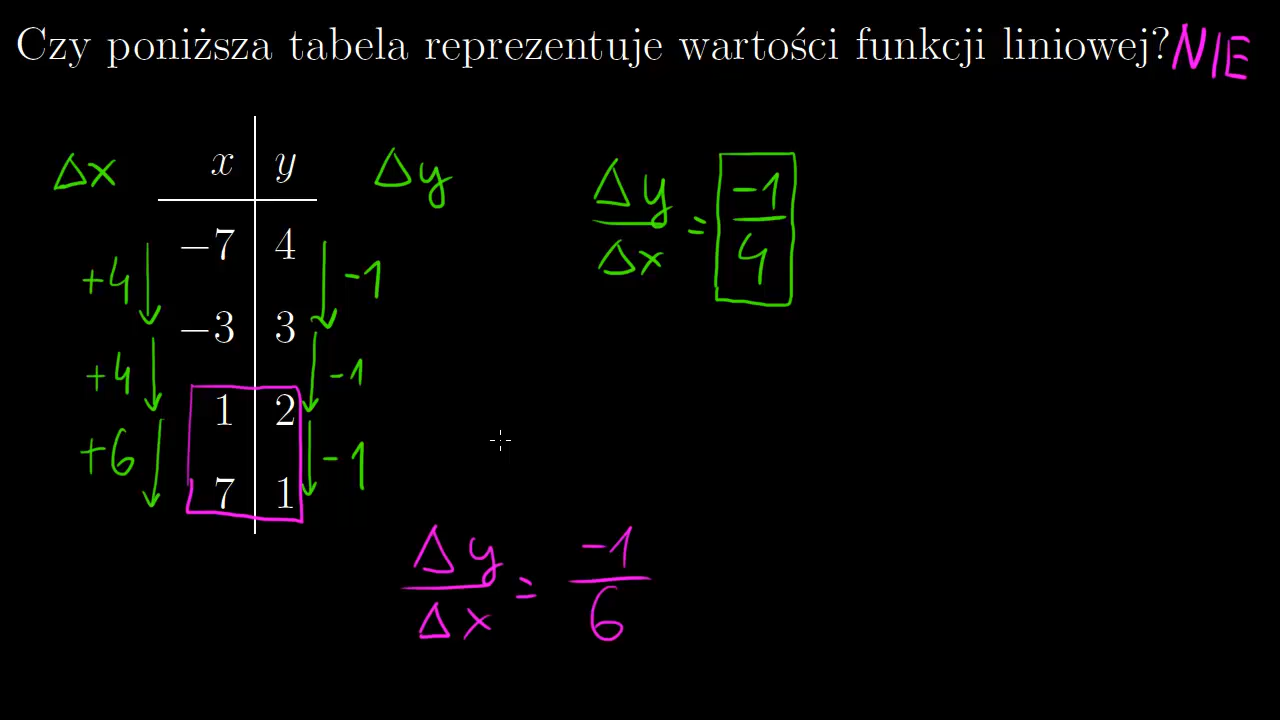 Czy poniższa tabela reprezentuje wartości funkcji liniowej? NIE
Δx x y Δy
−7 4
+4 -1
−3 3
+4 -1
1 2
+6 -1
7 1
Δy/Δx = -1/4
Δy/Δx = -1/6